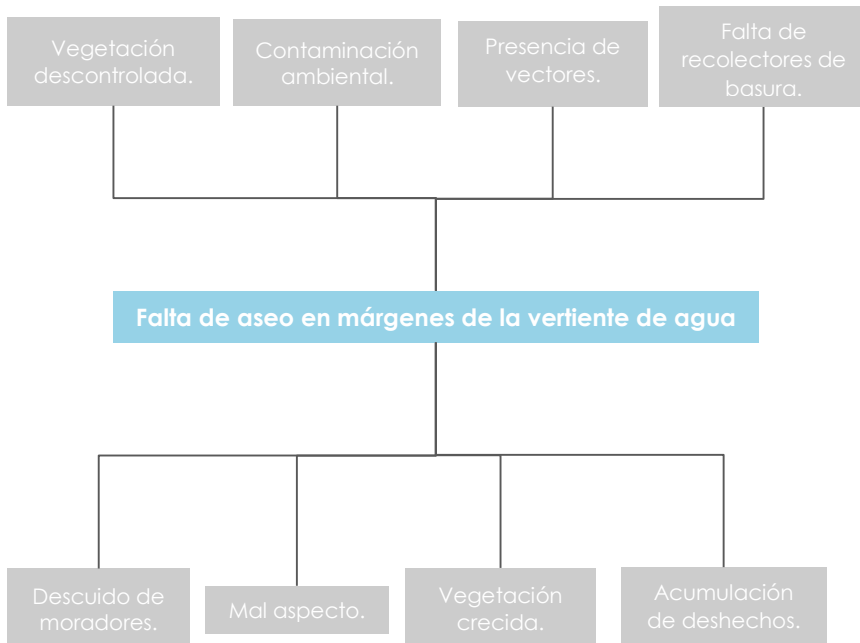 Vegetación
descontrolada.
Contaminación
ambiental.
Presencia de
vectores.
Falta de
recolectores de
basura.
Falta de aseo en márgenes de la vertiente de agua
Descuido de
moradores.
Mal aspecto.
Vegetación
crecida.
Acumulación
de deshechos.